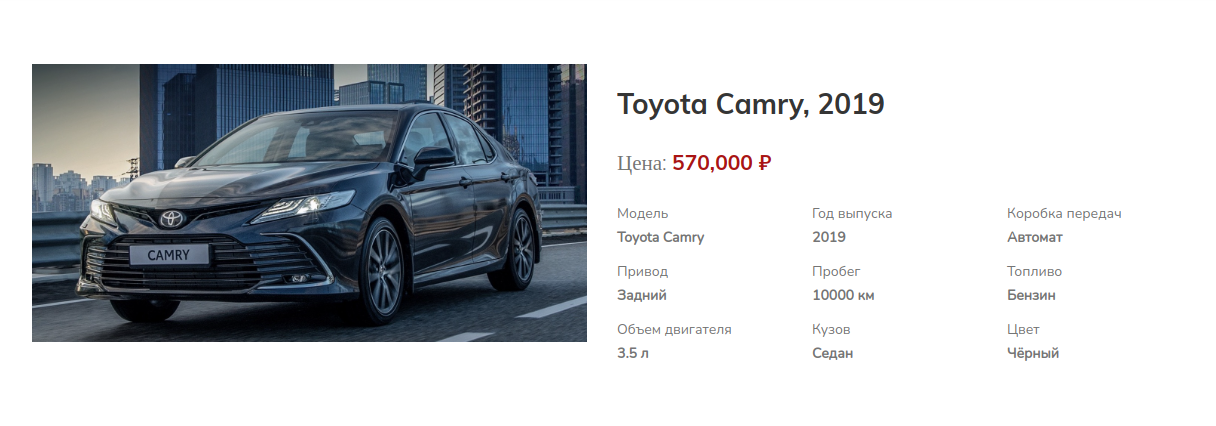 Toyota Camry, 2019
Цена: 570,000 ₽
Модель
Toyota Camry
Год выпуска
2019
Коробка передач
Автомат
Привод
Задний
Пробег
10000 км
Топливо
Бензин
Объем двигателя
3.5 л
Кузов
Седан
Цвет
Чёрный
CAMRY